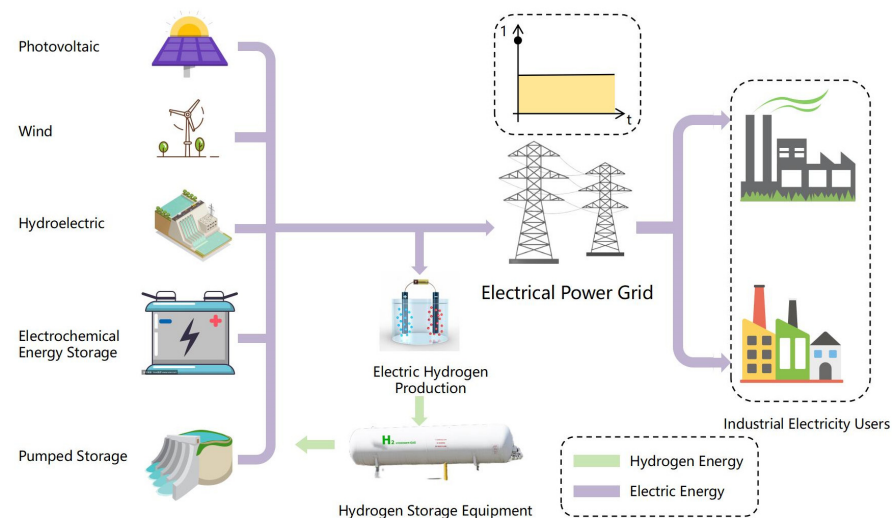 Photovoltaic
Wind
Hydroelectric
Electrochemical
Energy Storage
Pumped Storage
1
t
Electrical Power Grid
Electric Hydrogen
Production
H2
Hydrogen Storage Equipment
Industrial Electricity Users
Hydrogen Energy
Electric Energy